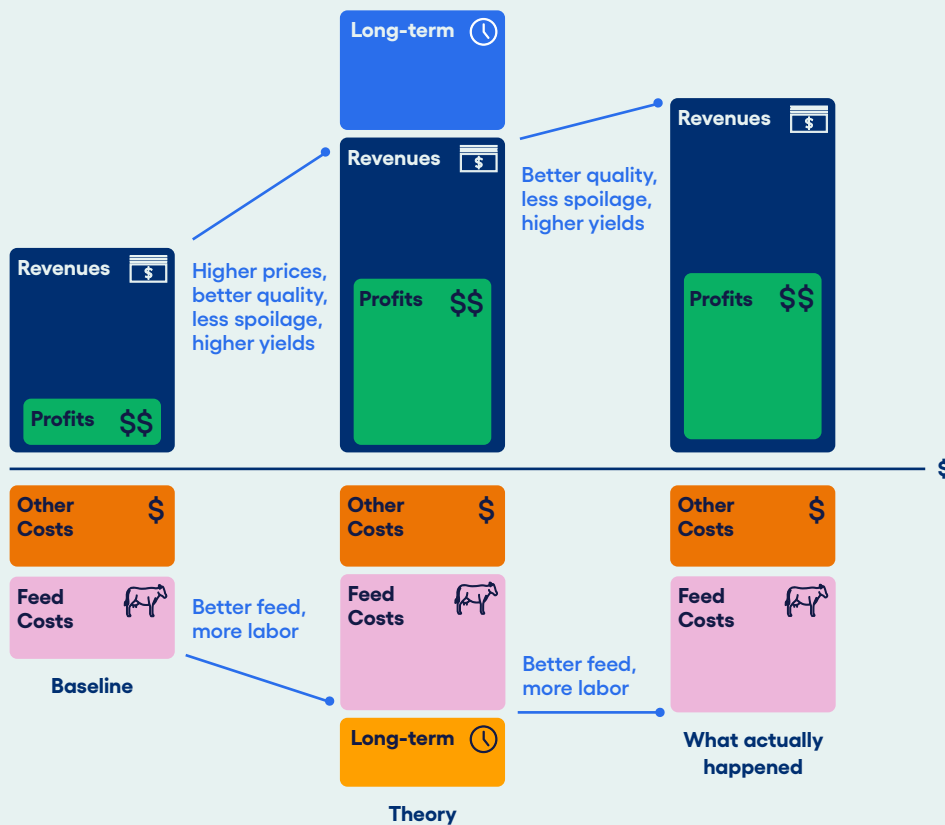 Long-term
Revenues
$
Profits
$$
Revenues
$
Profits
$$
Revenues
$
Profits
$$
Higher prices,
better quality,
less spoilage,
higher yields
Better quality,
less spoilage,
higher yields
$
Other
Costs
$
Feed
Costs
Baseline
Better feed,
more labor
Other
Costs
$
Feed
Costs
Long-term
Theory
Better feed,
more labor
Other
Costs
$
Feed
Costs
What actually
happened